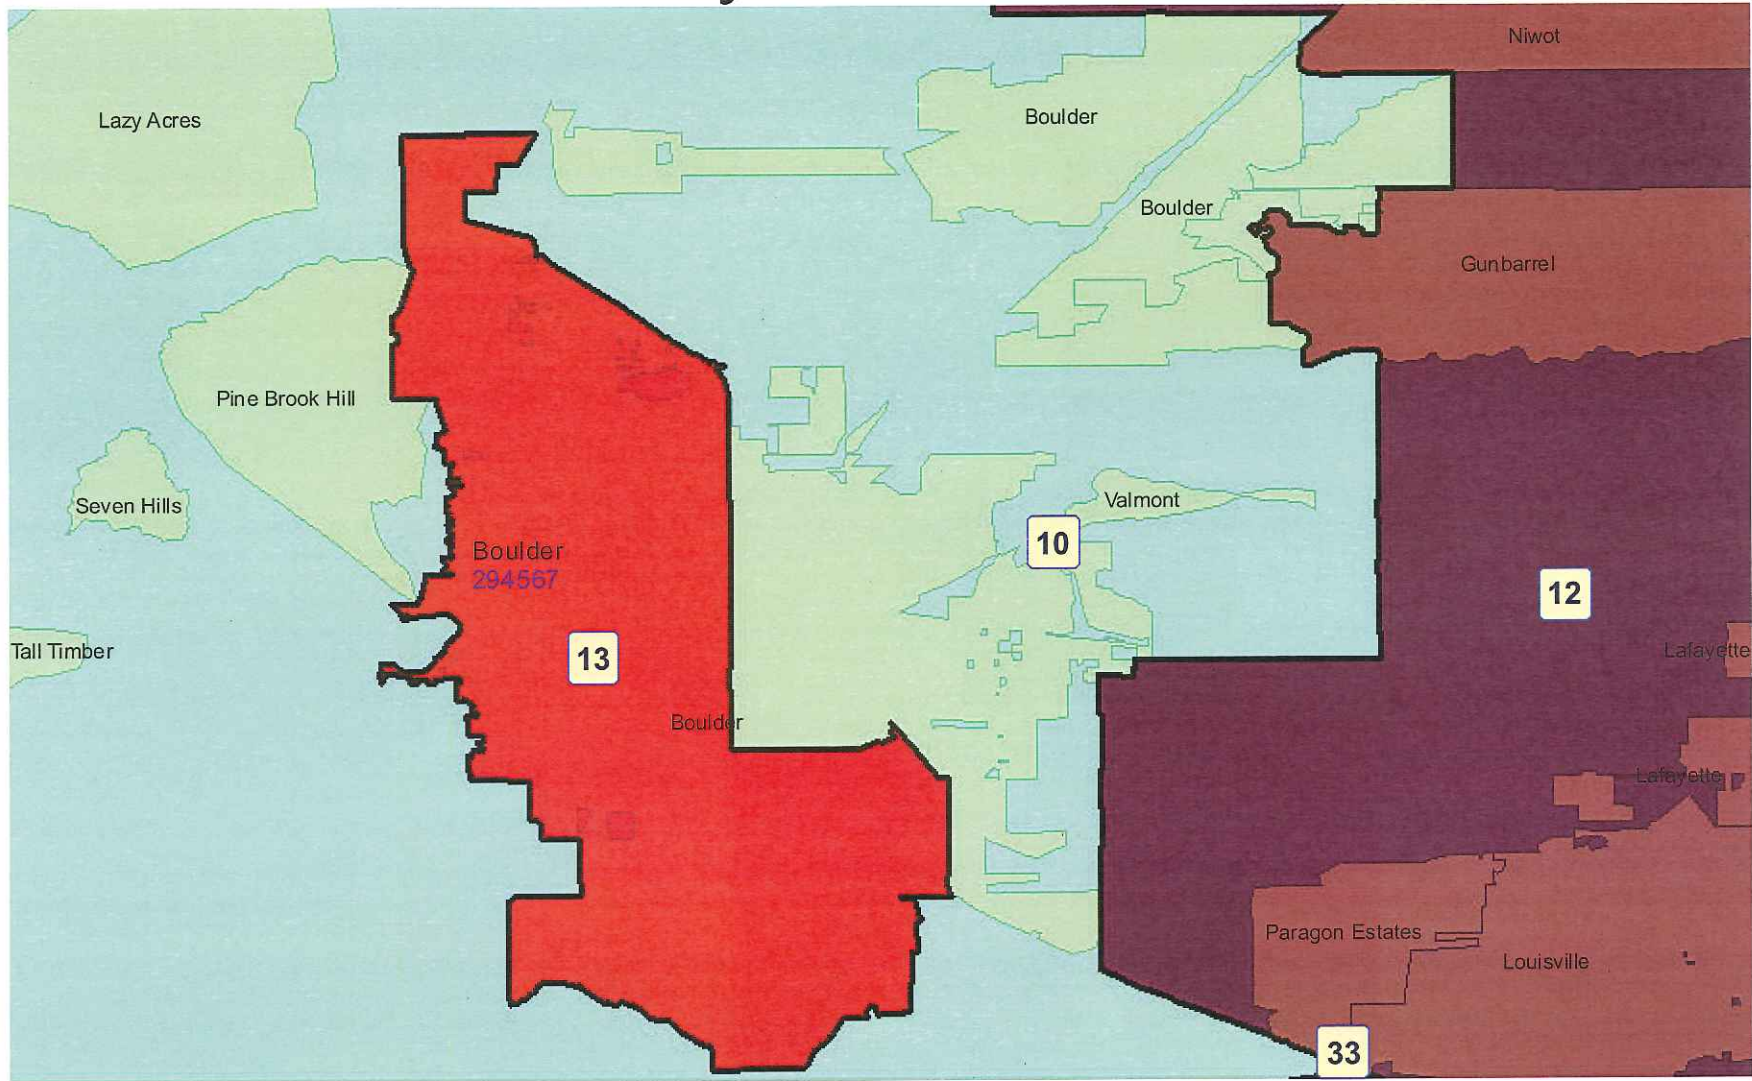 Niwot
Lazy Acres
Boulder
Boulder
Gunbarrel
Pine Brook Hill
Seven Hills
Valmont
10
Boulder
294567
12
Tall Timber
13
Lafayette
Boulder
Lafayette
Paragon Estates
Louisville
33